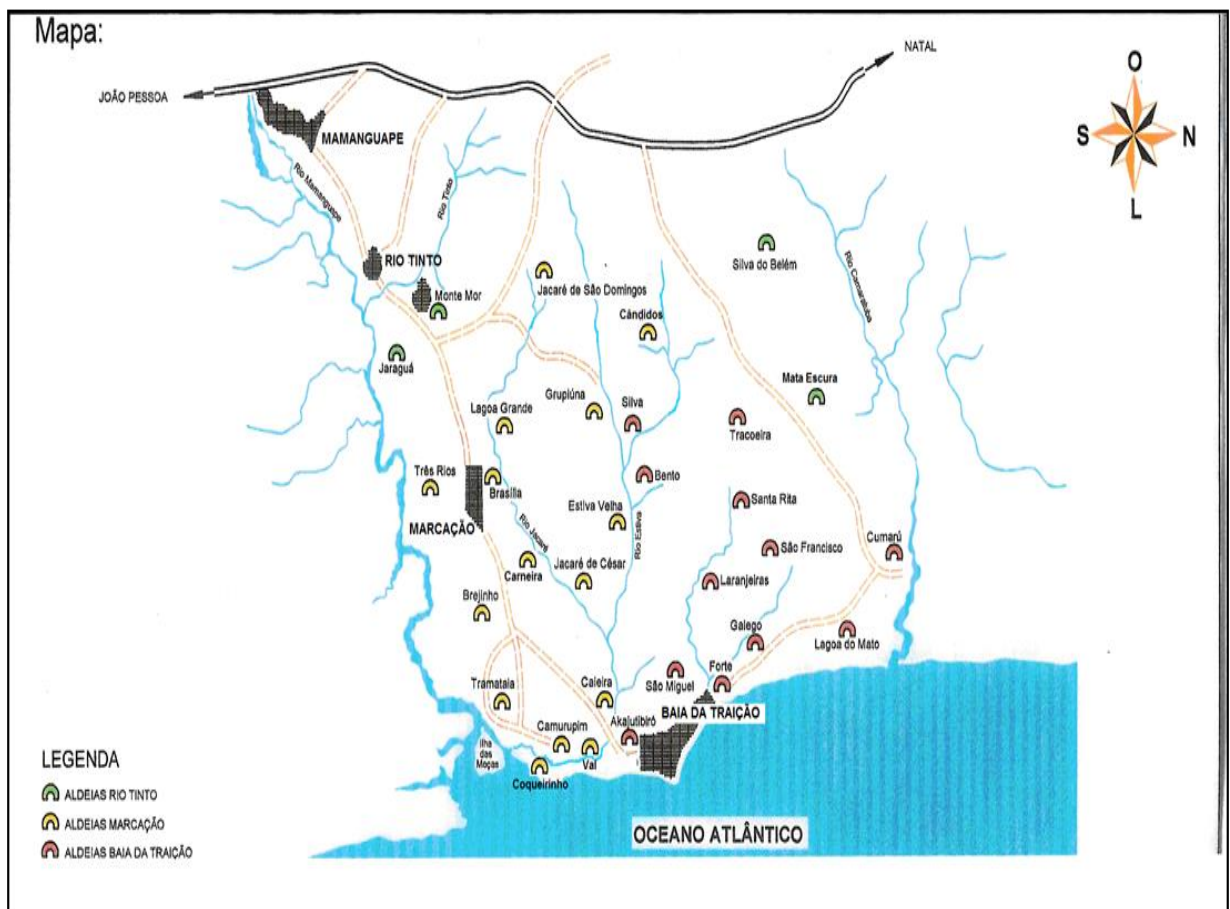 Mapa:
NATAL
JOÃO PESSOA
O
S
N
L
MAMANGUAPE
Rio Mamanguape
Rio Tinto
RIO TINTO
Monte Mor
Jacaré de São Domingos
Silva do Belém
Rio Camaratuba
Cândidos
Jaraguá
Mata Escura
Lagoa Grande
Grupiúna
Silva
Tracoeira
Três Rios
Brasília
Bento
Santa Rita
MARCAÇÃO
Estiva Velha
Rio Jacaré
Rio Estiva
São Francisco
Cumarú
Carneira
Jacaré de César
Laranjeiras
Brejinho
Galego
Lagoa do Mato
Tramataia
Caieira
São Miguel
Forte
BAIA DA TRAIÇÃO
Camurupim
Akajutibiró
Val
Ilha
das
Moças
Coqueirinho
OCEANO ATLÂNTICO
LEGENDA
ALDEIAS RIO TINTO
ALDEIAS MARCAÇÃO
ALDEIAS BAIA DA TRAIÇÃO